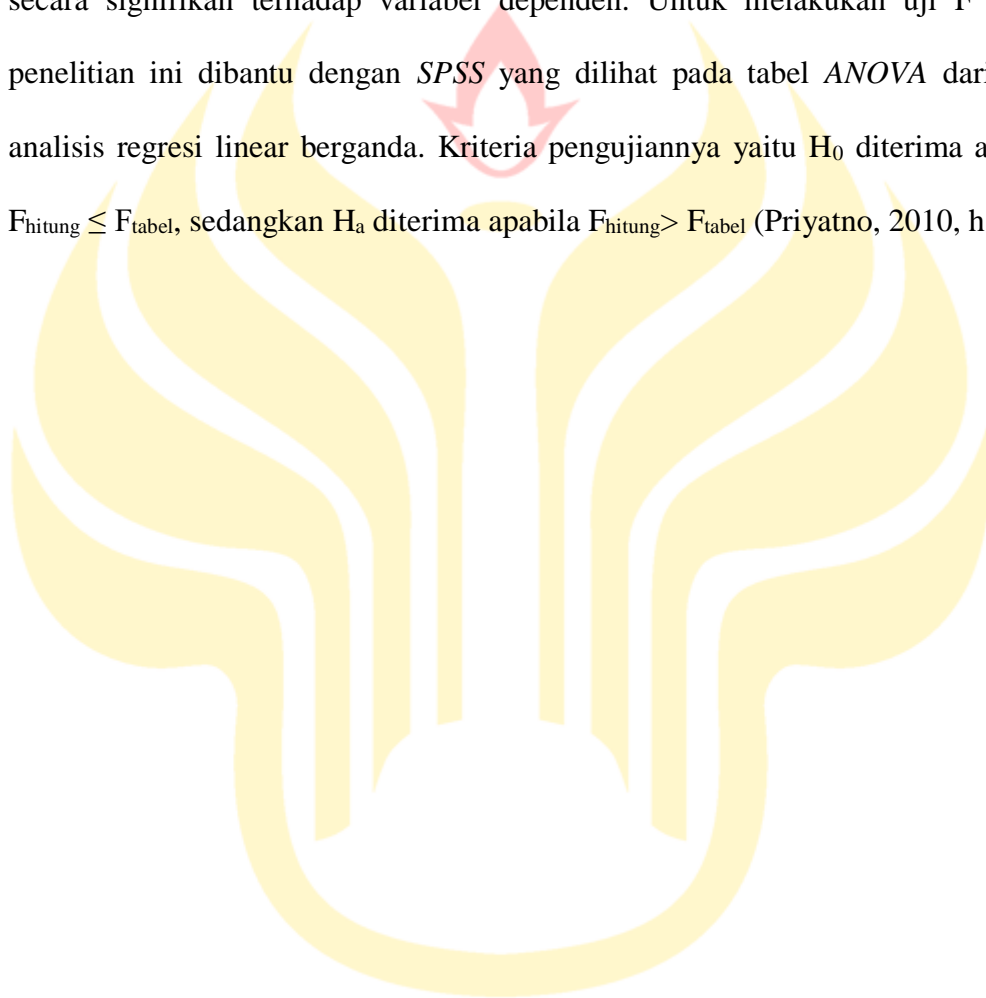 secara signifikan terhadap variabel dependen. Untuk melakukan uji F
penelitian ini dibantu dengan SPSS yang dilihat pada tabel ANOVA dari
analisis regresi linear berganda. Kriteria pengujiannya yaitu H₀ diterima a
Fhitung ≤ Ftabel, sedangkan Ha diterima apabila Fhitung> Ftabel (Priyatno, 2010, h